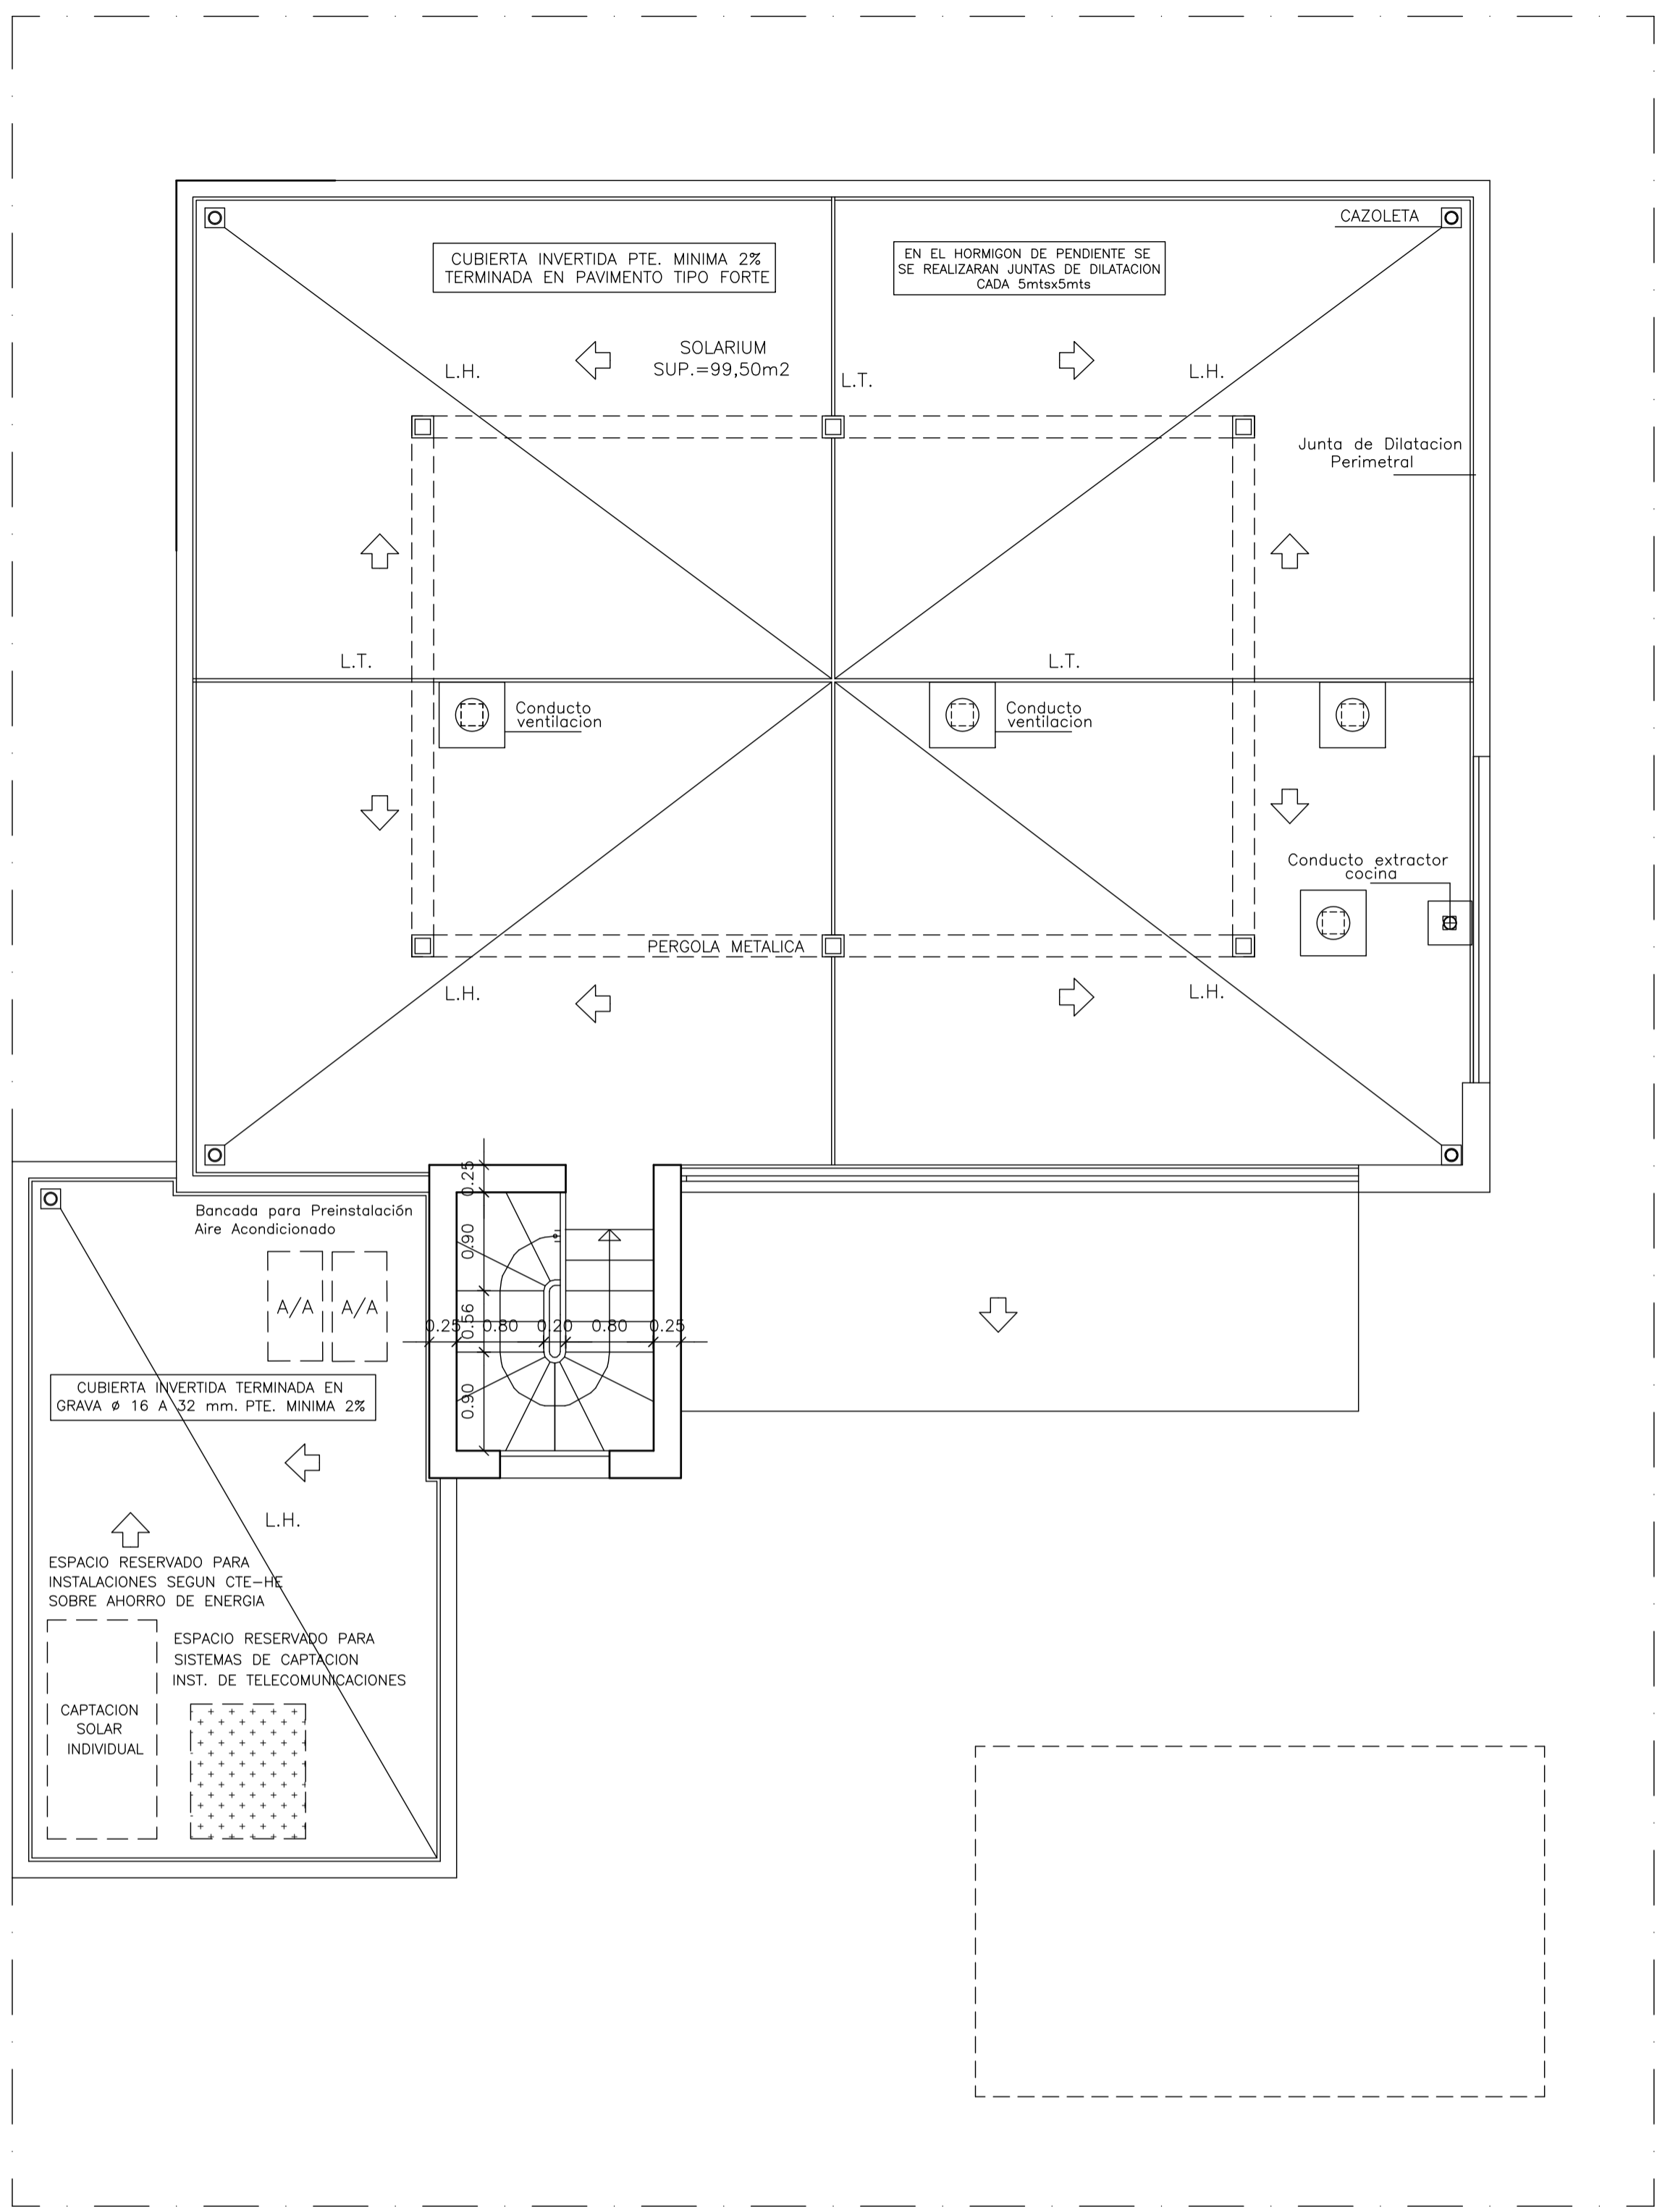 CAZOLETA
CUBIERTA INVERTIDA PTE. MINIMA 2%
TERMINADA EN PAVIMENTO TIPO FORTE
EN EL HORMIGON DE PENDIENTE SE
SE REALIZARAN JUNTAS DE DILATACION
CADA 5mtsx5mts
SOLARIUM
SUP.=99,50m2
L.H.
L.T.
L.H.
Junta de Dilatacion
Perimetral
L.T.
L.T.
Conducto
ventilacion
Conducto
ventilacion
Conducto extractor
cocina
PERGOLA METALICA
L.H.
L.H.
Bancada para Preinstalación
Aire Acondicionado
A/A
A/A
0.25
0.90
0.56
0.90
0.25
0.80
0.20
0.80
0.25
CUBIERTA INVERTIDA TERMINADA EN
GRAVA ø 16 A 32 mm. PTE. MINIMA 2%
L.H.
ESPACIO RESERVADO PARA
INSTALACIONES SEGUN CTE-HE
SOBRE AHORRO DE ENERGIA
ESPACIO RESERVADO PARA
SISTEMAS DE CAPTACION
INST. DE TELECOMUNICACIONES
CAPTACION
SOLAR
INDIVIDUAL